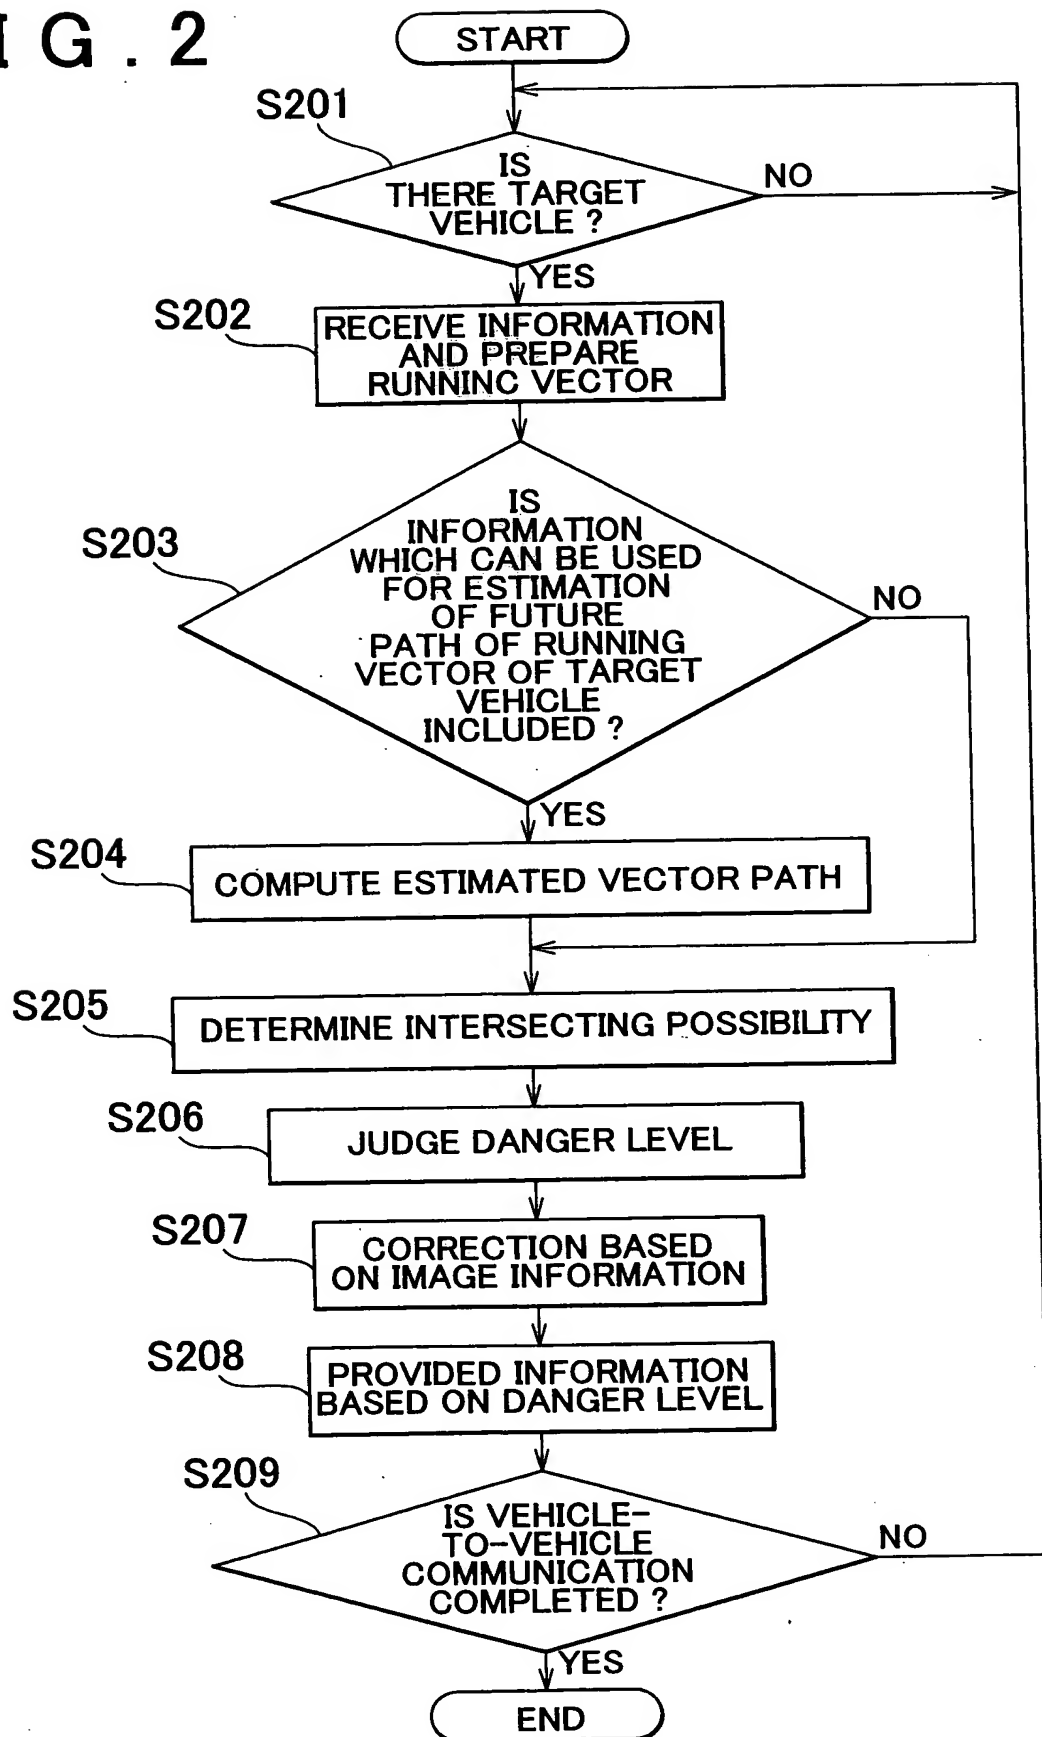 IG.2
START
S201
IS
THERE TARGET
VEHICLE ?
NO
YES
S202
RECEIVE INFORMATION
AND PREPARE
RUNNINC VECTOR
S203
IS
INFORMATION
WHICH CAN BE USED
FOR ESTIMATION
OF FUTURE
PATH OF RUNNING
VECTOR OF TARGET
VEHICLE
INCLUDED ?
NO
YES
S204
COMPUTE ESTIMATED VECTOR PATH
S205
DETERMINE INTERSECTING POSSIBILITY
S206
JUDGE DANGER LEVEL
S207
CORRECTION BASED
ON IMAGE INFORMATION
S208
PROVIDED INFORMATION
BASED ON DANGER LEVEL
S209
IS VEHICLE-
TO-VEHICLE
COMMUNICATION
COMPLETED ?
NO
YES
END